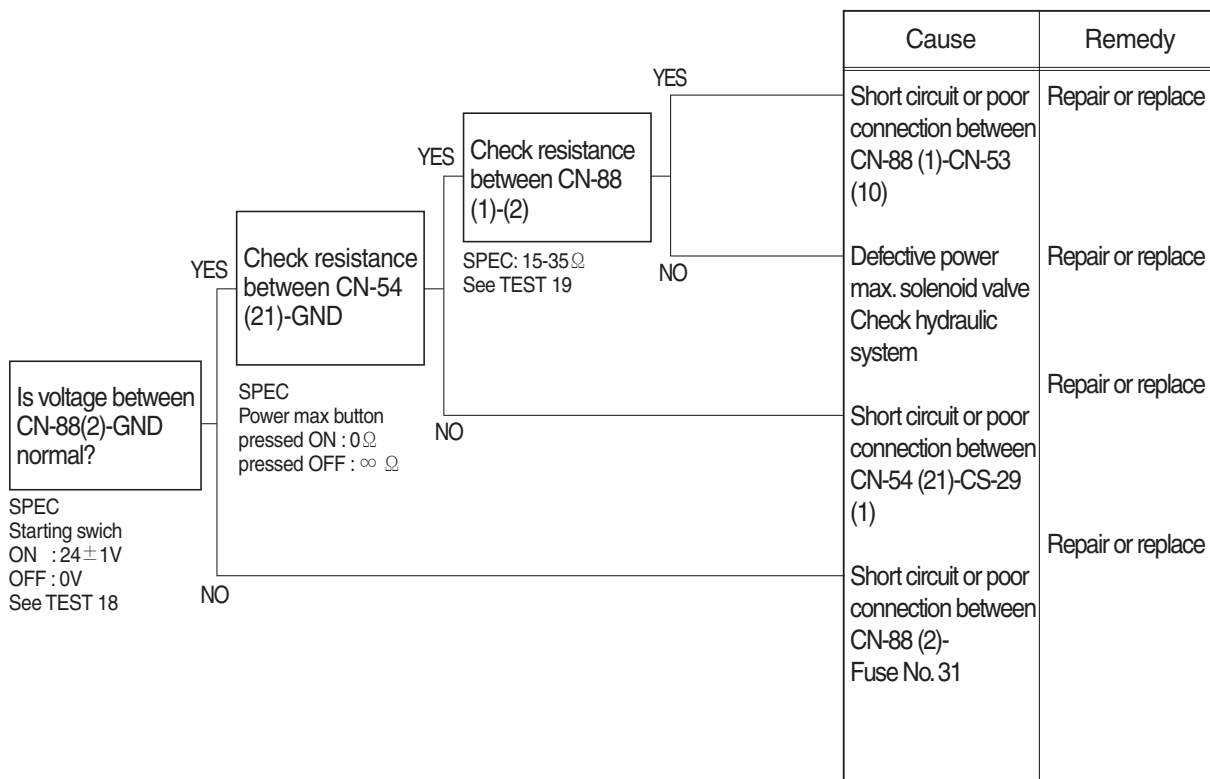 Cause
Remedy
YES
Short circuit or poor
connection between
CN-88 (1)-CN-53
(10)
Repair or replace
YES
Check resistance
between CN-88
(1)-(2)
SPEC: 15-35Ω
See TEST 19
NO
Defective power
max. solenoid valve
Check hydraulic
system
Repair or replace
YES
Check resistance
between CN-54
(21)-GND
SPEC
Power max button
pressed ON : 0Ω
pressed OFF : ∞ Ω
NO
Short circuit or poor
connection between
CN-54 (21)-CS-29
(1)
Repair or replace
Is voltage between
CN-88(2)-GND
normal?
SPEC
Starting swich
ON : 24±1V
OFF : 0V
See TEST 18
NO
Short circuit or poor
connection between
CN-88 (2)-
Fuse No. 31
Repair or replace